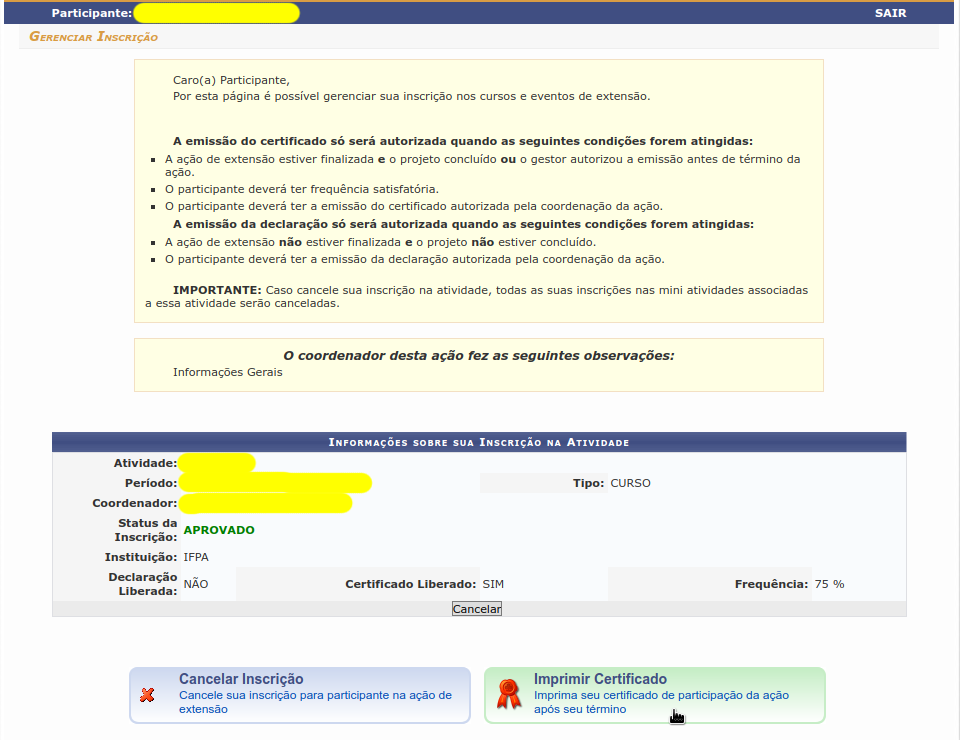 Participante:
SAIR
Gerenciar Inscrição
Caro(a) Participante,
Por esta página é possível gerenciar sua inscrição nos cursos e eventos de extensão.
A emissão do certificado só será autorizada quando as seguintes condições forem atingidas:
A ação de extensão estiver finalizada e o projeto concluído ou o gestor autorizou a emissão antes de término da
ação.
O participante deverá ter frequência satisfatória.
O participante deverá ter a emissão do certificado autorizada pela coordenação da ação.
A emissão da declaração só será autorizada quando as seguintes condições forem atingidas:
A ação de extensão não estiver finalizada e o projeto não estiver concluído.
O participante deverá ter a emissão da declaração autorizada pela coordenação da ação.
IMPORTANTE: Caso cancele sua inscrição na atividade, todas as suas inscrições nas mini atividades associadas
a essa atividade serão canceladas.
O coordenador desta ação fez as seguintes observações:
Informações Gerais
Informações sobre sua Inscrição na Atividade
Atividade:
Período:
Tipo: CURSO
Coordenador:
Status da
Inscrição: APROVADO
Instituição: IFPA
Declaração
Liberada: NÃO
Certificado Liberado: SIM
Frequência: 75 %
Cancelar
Cancelar Inscrição
Cancele sua inscrição para participante na ação de
extensão
Imprimir Certificado
Imprima seu certificado de participação da ação
após seu término